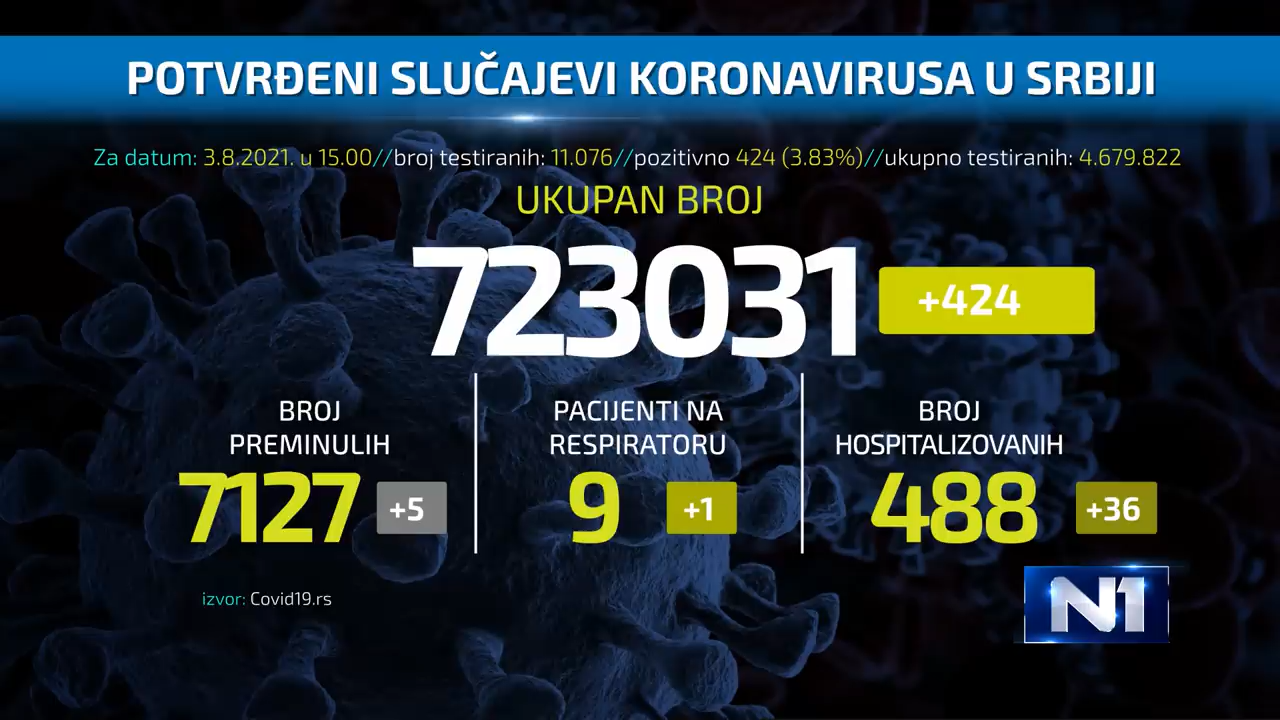 POTVRĐENI SLUČAJEVI KORONAVIRUSA U SRBIJI
Za datum: 3.8.2021. u 15.00//broj testiranih: 11.076//pozitivno 424 (3.83%)//ukupno testiranih: 4.679.822
UKUPAN BROJ
723031 +424
BROJ
PREMINULIH
7127 +5
PACIJENTI NA
RESPIRATORU
9 +1
BROJ
HOSPITALIZOVANIH
488 +36
izvor: Covid19.rs
N1